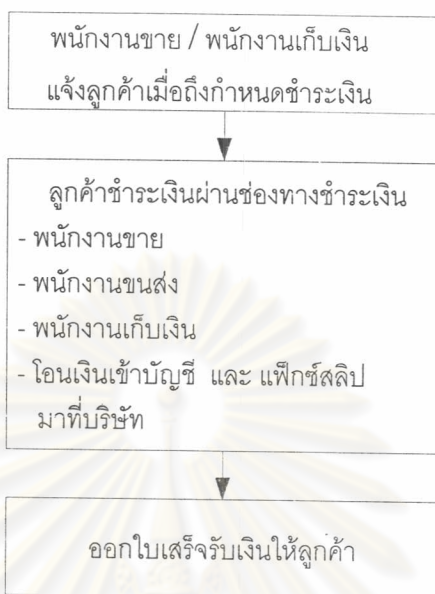 พนักงานขาย / พนักงานเก็บเงิน
แจ้งลูกค้าเมื่อถึงกำหนดชำระเงิน
ลูกค้าชำระเงินผ่านช่องทางชำระเงิน
- พนักงานขาย
- พนักงานขนส่ง
- พนักงานเก็บเงิน
- โอนเงินเข้าบัญชี และ แฟ็กซ์สลิป
มาที่บริษัท
ออกใบเสร็จรับเงินให้ลูกค้า